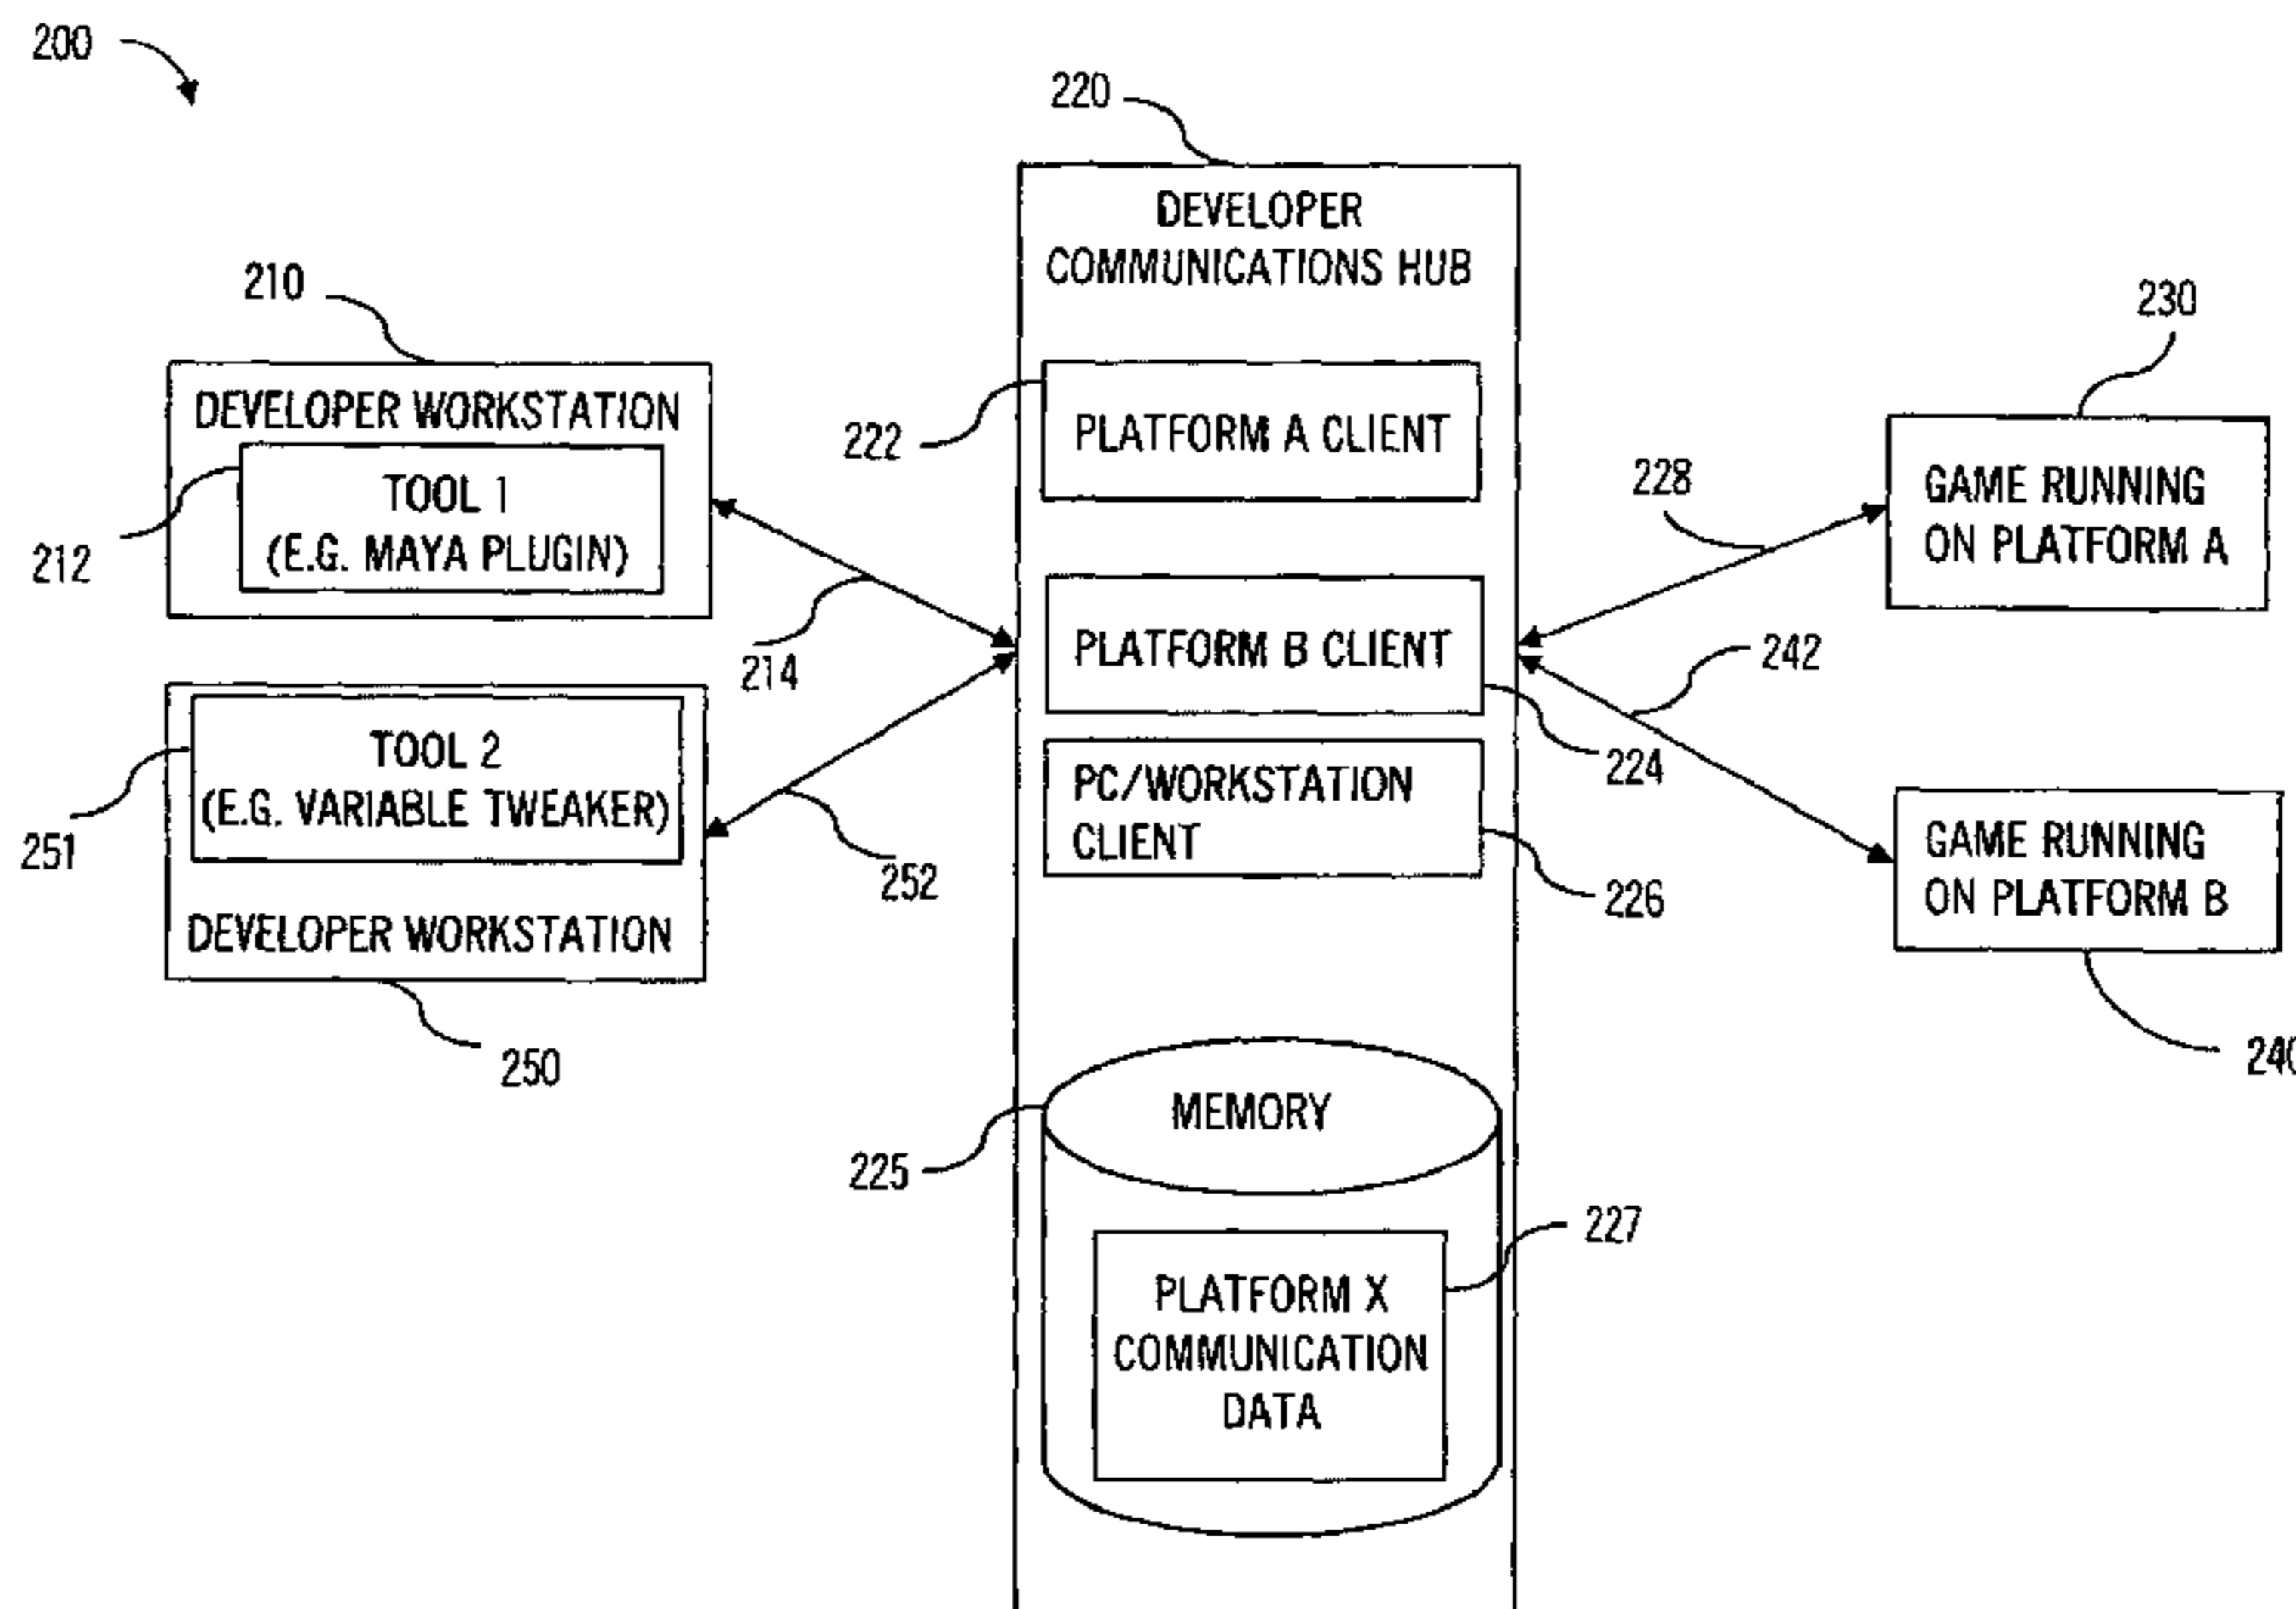 200
220
DEVELOPER
COMMUNICATIONS HUB
210
DEVELOPER WORKSTATION
TOOL 1
(E.G. MAYA PLUGIN)
212
214
222
PLATFORM A CLIENT
PLATFORM B CLIENT
224
PC/WORKSTATION
CLIENT
226
228
230
GAME RUNNING
ON PLATFORM A
242
GAME RUNNING
ON PLATFORM B
240
TOOL 2
(E.G. VARIABLE TWEAKER)
251
DEVELOPER WORKSTATION
250
252
MEMORY
225
227
PLATFORM X
COMMUNICATION
DATA